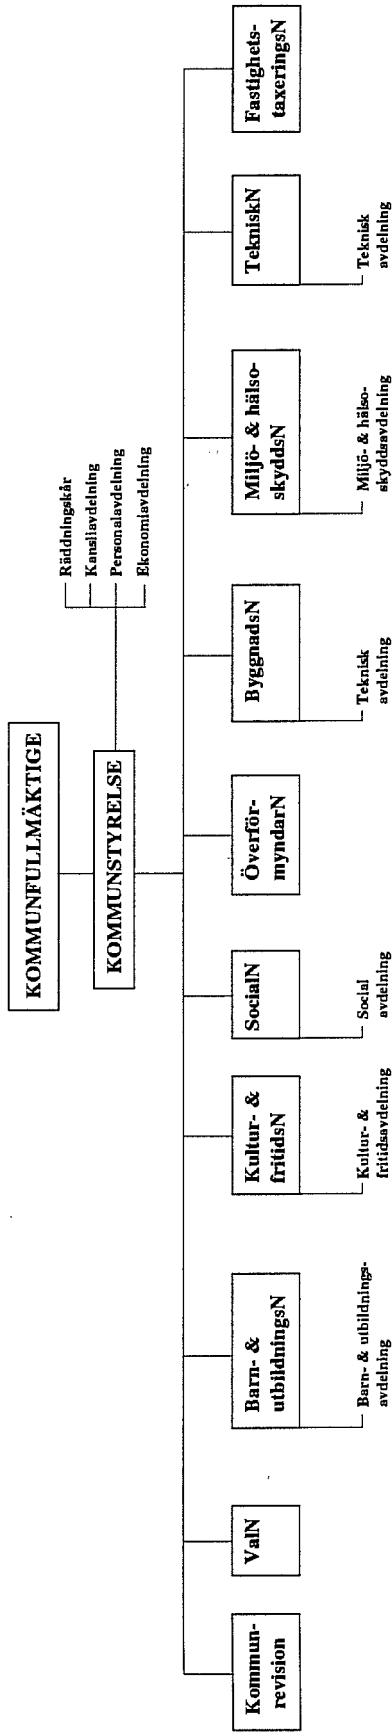 KOMMUNFULLMÄKTIGE
KOMMUNSTYRELSE
Räddningskår
Kansliavdelning
Personalavdelning
Ekonomiavdelning
Kommun-
revision
ValN
Barn- &
utbildningsN
Barn- & utbildnings-
avdelning
Kultur- &
fritidsN
Kultur- &
fritidsavdelning
SocialN
Social
avdelning
Överför-
myndarN
ByggnadsN
Teknisk
avdelning
Miljö- & hälso-
skyddsN
Miljö- & hälso-
skyddsavdelning
TekniskN
Teknisk
avdelning
Fastighets-
taxeringsN